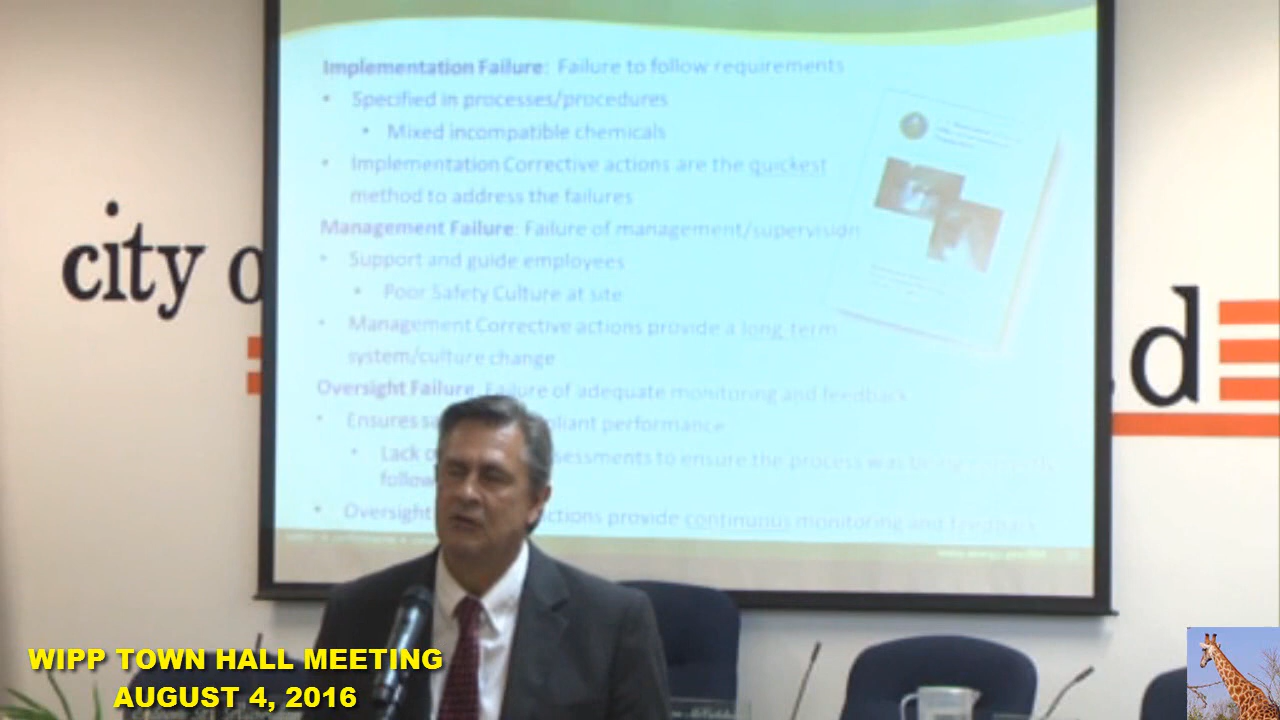 Implementation Failure: Failure to follow requirements
• Specified in processes/procedures
• Mixed incompatible chemicals
• Implementation Corrective actions are the quickest
method to address the failures
Management Failure: Failure of management/supervision
• Support and guide employees
• Poor Safety Culture at site
• Management Corrective actions provide a long-term
system/culture change
Oversight Failure: Failure of adequate monitoring and feedback
• Ensures performance
• Lack to ensure the process was being
• Oversight provide continuous monitoring and feedback
city
d
WIPP TOWN HALL MEETING
AUGUST 4, 2016